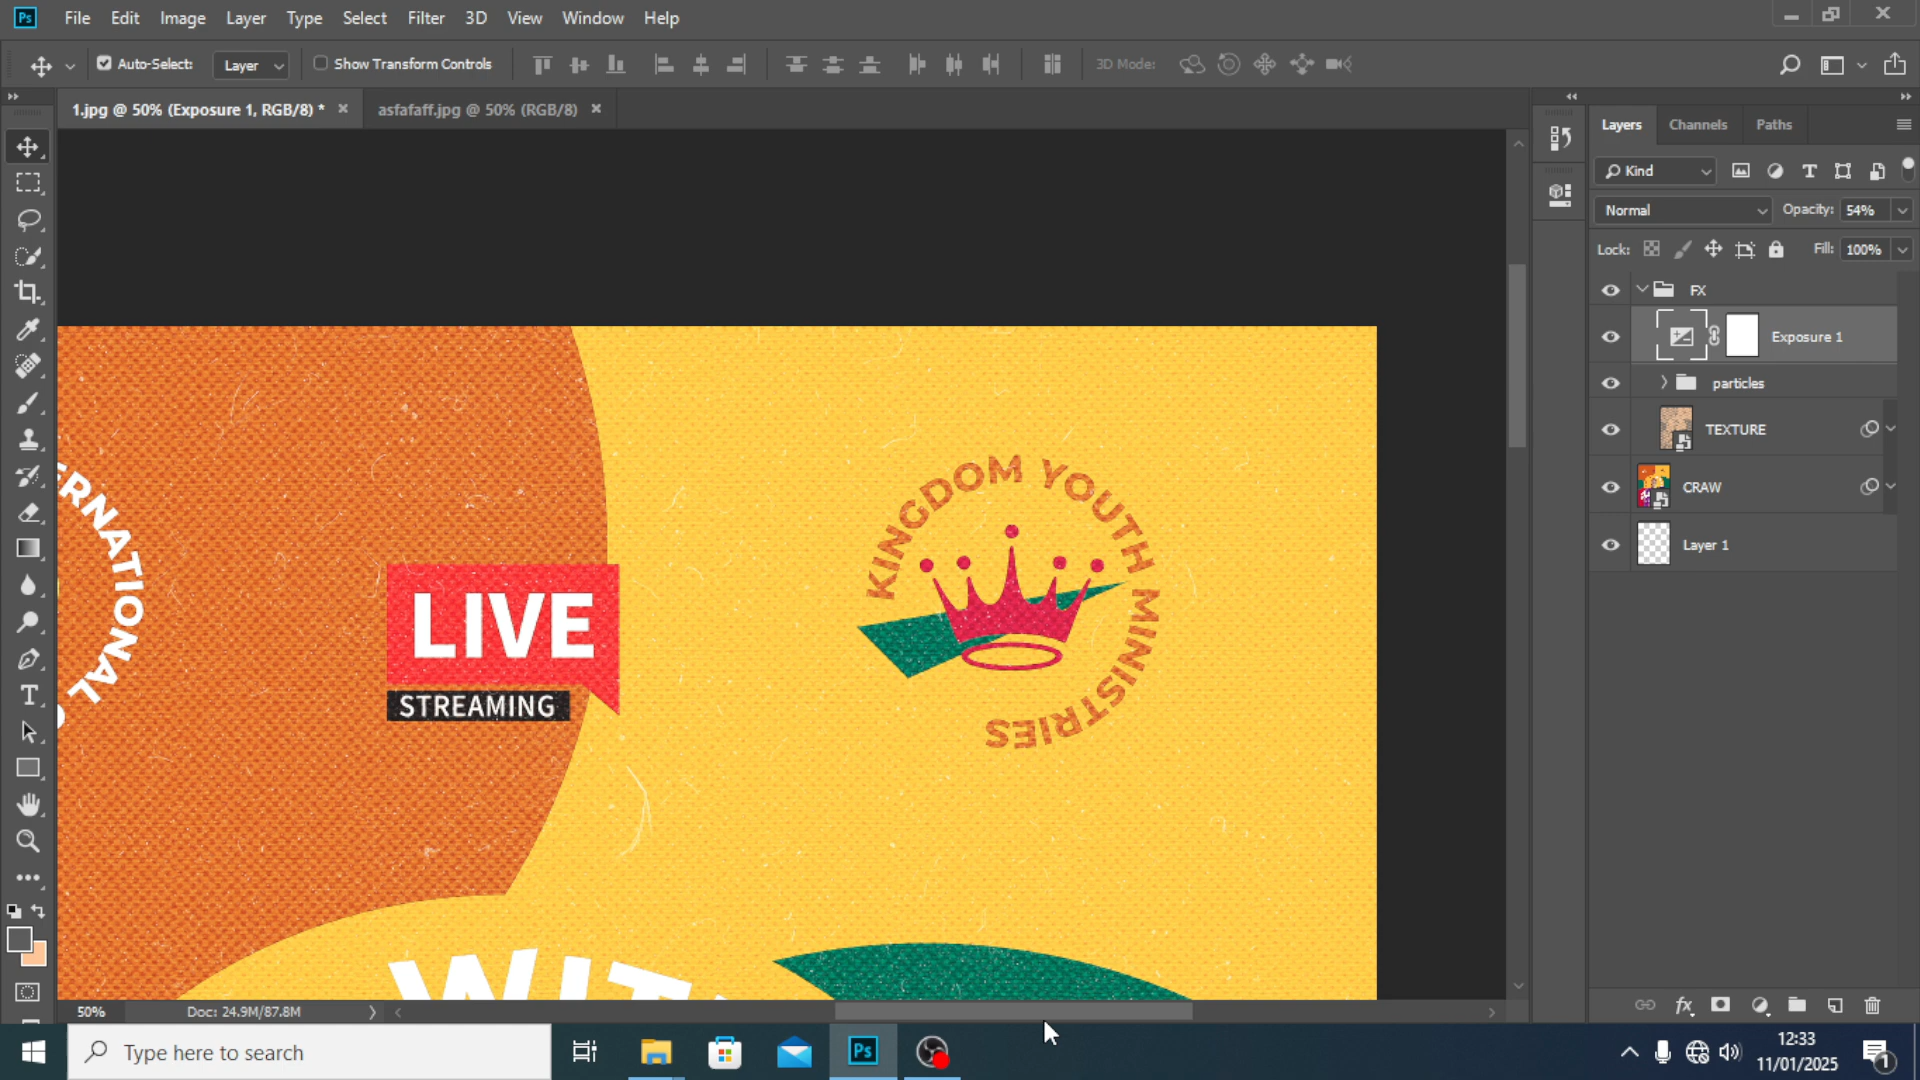 Ps File Edit Image Layer Type Select Filter 3D View Window Help
Auto-Select: Layer Show Transform Controls 3D Mode:
1.jpg @ 50% (Exposure 1, RGB/8) * asfafaff.jpg @ 50% (RGB/8)
Layers Channels Paths
Kind
Normal Opacity: 54%
Lock: Fill: 100%
FX
Exposure 1
particles
TEXTURE
CRAW
Layer 1
KINGDOM YOUTH MINISTRIES
LIVE
STREAMING
50% Doc: 24.9M/87.8M
Type here to search
Ps
12:33
11/01/2025
1